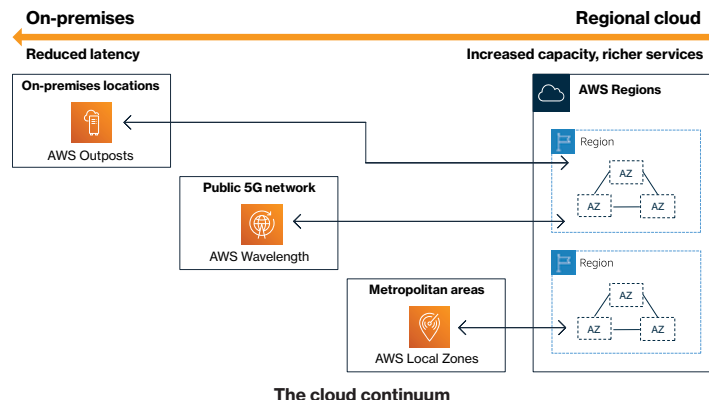 On-premises
Regional cloud
Reduced latency
Increased capacity, richer services
On-premises locations
AWS Outposts
AWS Regions
Region
AZ
AZ
AZ
Public 5G network
AWS Wavelength
Region
AZ
AZ
AZ
Metropolitan areas
AWS Local Zones
The cloud continuum